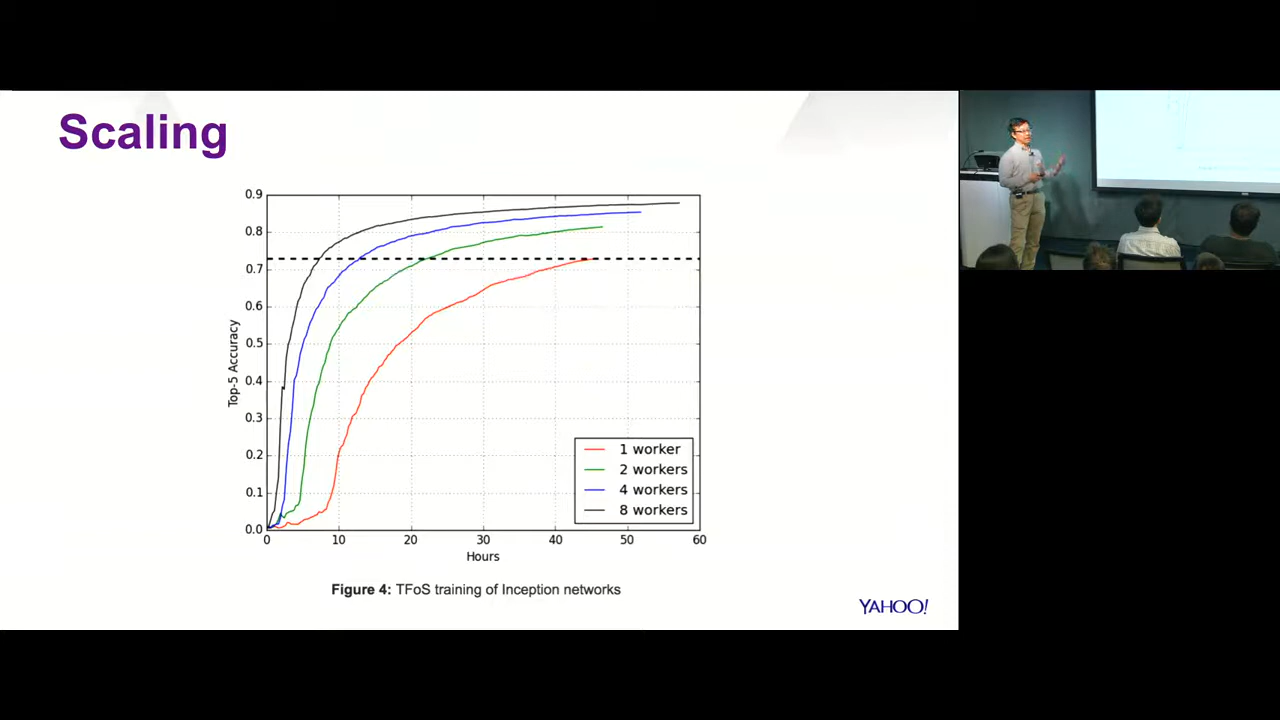 Scaling
0.9
0.8
0.7
0.6
0.5
0.4
0.3
0.2
0.1
0.0
Top-5 Accuracy
1 worker
2 workers
4 workers
8 workers
0 10 20 30 40 50 60
Hours
Figure 4: TFoS training of Inception networks
YAHOO!